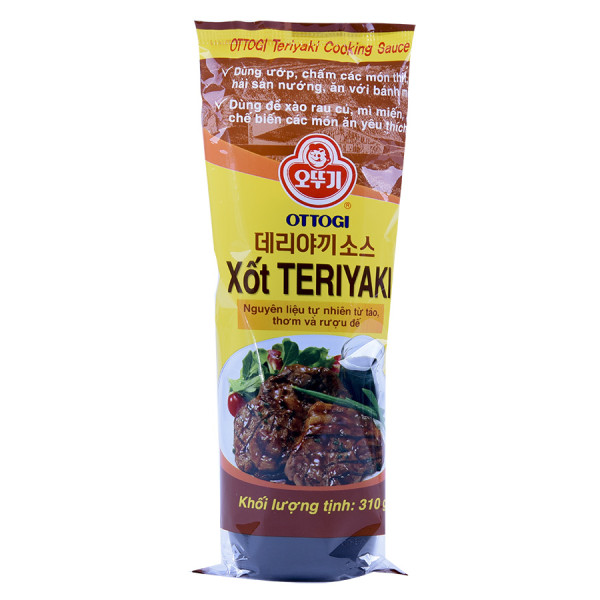 OTTOGI Teriyaki Cooking Sauce
✓ Dùng ướp, chấm các món thịt,
hải sản nướng, ăn với bánh m
✓ Dùng để xào rau củ, mì miến,
chế biến các món ăn yêu thích
오뚜기
®
OTTOGI
데리야끼소스
Xốt TERIYAKI
Nguyên liệu tự nhiên từ táo,
thơm và rượu đế
Khối lượng tịnh: 310 g